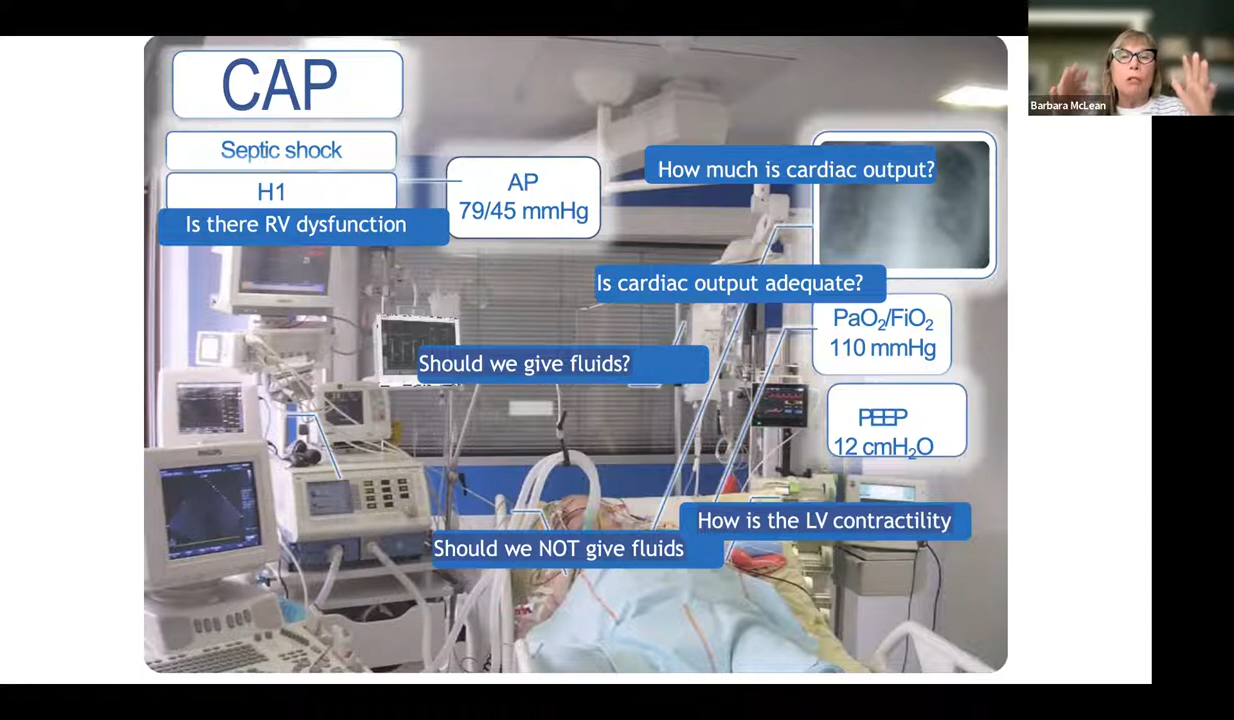 CAP
Septic shock
H1
Is there RV dysfunction
AP
79/45 mmHg
How much is cardiac output?
Is cardiac output adequate?
PaO₂/FiO₂
110 mmHg
Should we give fluids?
PEEP
12 cmH₂O
How is the LV contractility
Should we NOT give fluids
PHILIPS
Barbara McLean